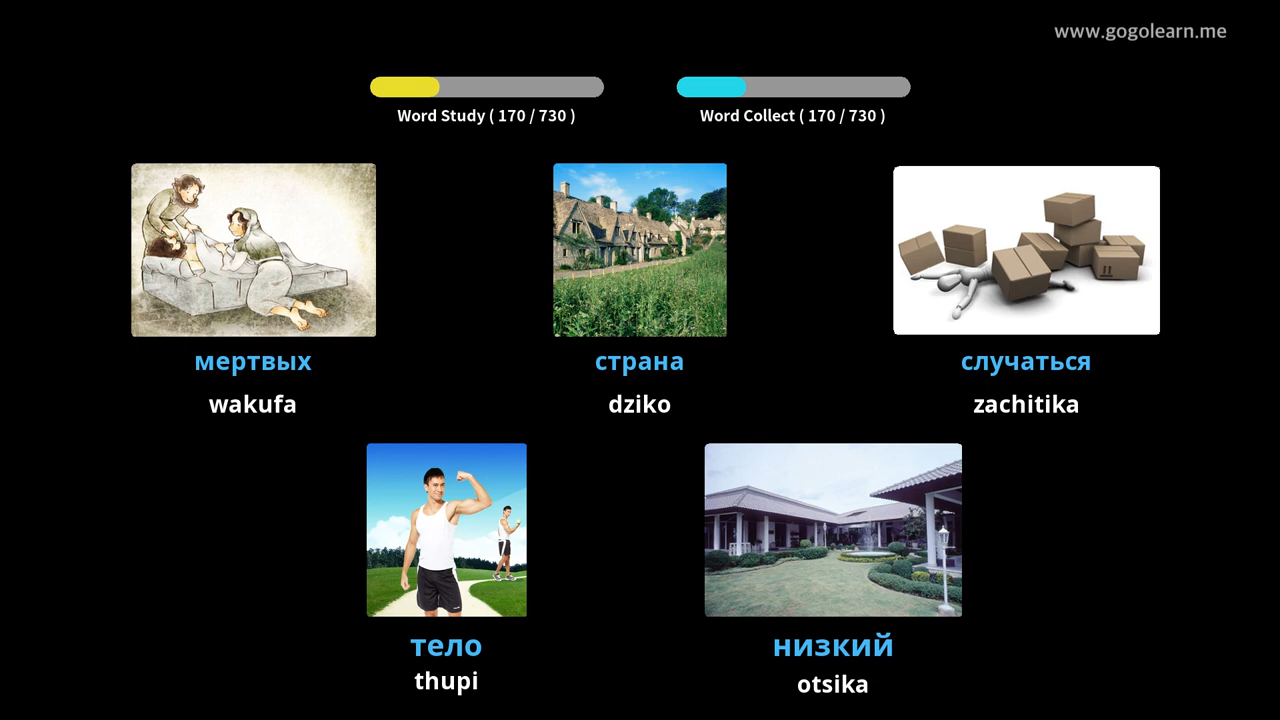 www.gogolearn.me
Word Study ( 170 / 730 )
Word Collect ( 170 / 730 )
мертвых
wakufa
страна
dziko
случаться
zachitika
тело
thupi
низкий
otsika